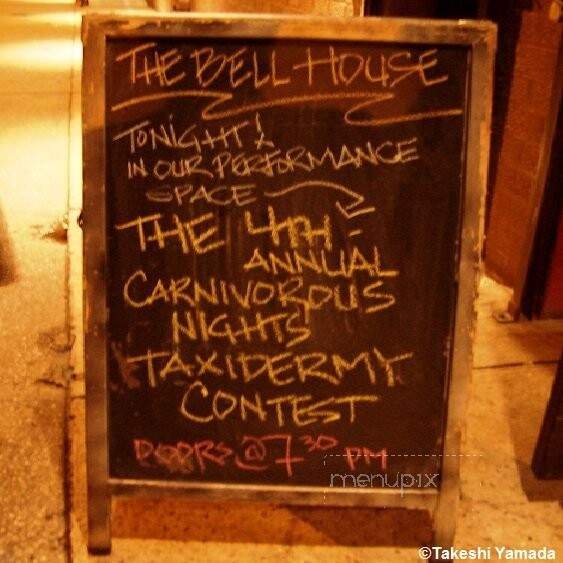 THE BELL HOUSE
TONIGHT!
IN OUR PERFORMANCE
SPACE
THE 4TH
ANNUAL
CARNIVOROUS
NIGHTS
TAXIDERMY
CONTEST
DOORS @ 7 30 PM
menupix
©Takeshi Yamada